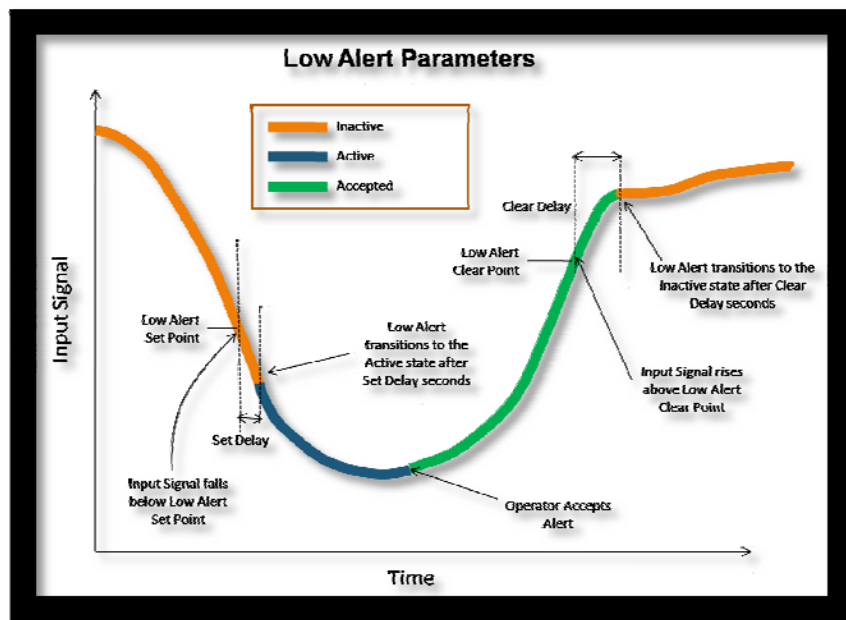 Low Alert Parameters
Inactive
Active
Accepted
Clear Delay
Low Alert
Clear Point
Low Alert transitions to the
Inactive state after Clear
Delay seconds
Input Signal
Low Alert
Set Point
Low Alert
transitions to the
Active state after
Set Delay seconds
Input Signal rises
above Low Alert
Clear Point
Set Delay
Input Signal falls
below Low Alert
Set Point
Operator Accepts
Alert
Time